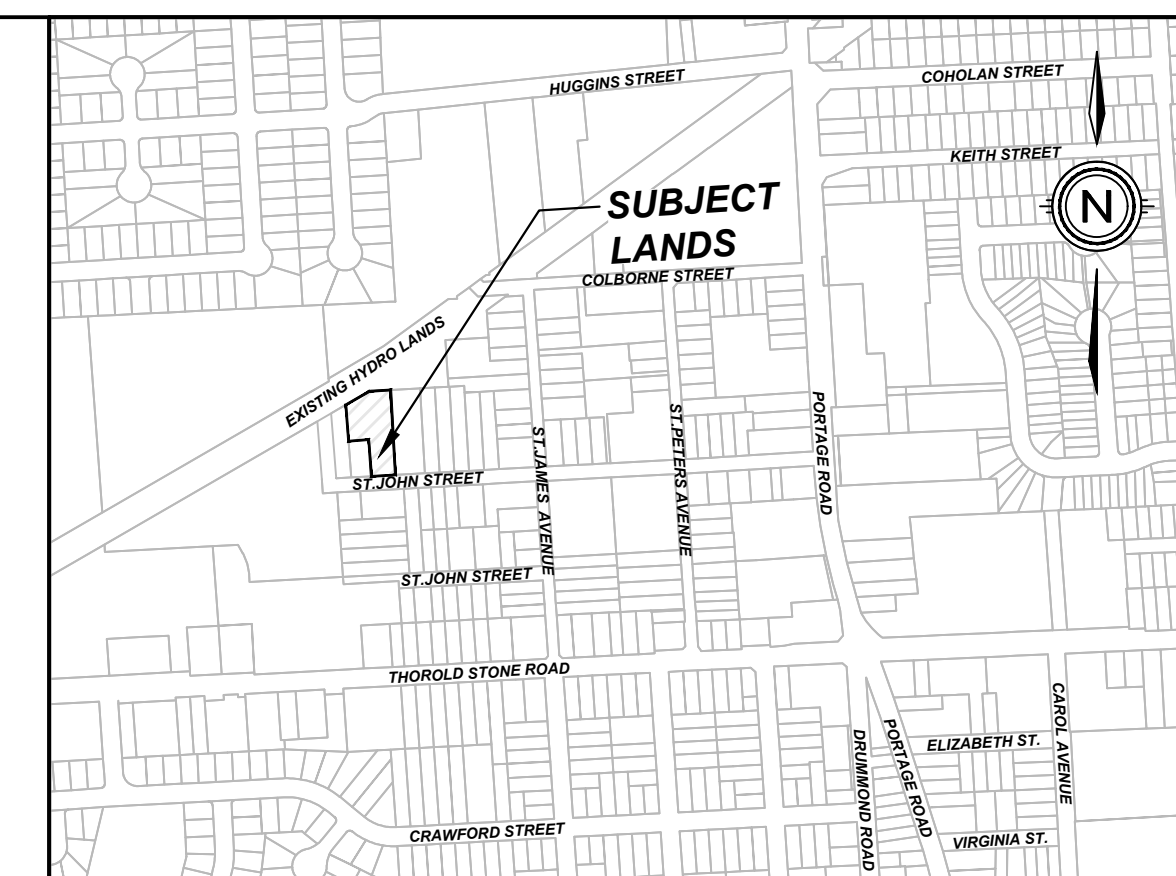 COHOLAN STREET
HUGGINS STREET
KEITH STREET
SUBJECT
LANDS
N
COLBORNE STREET
EXISTING HYDRO LANDS
ST.JOHN STREET
ST.JAMES AVENUE
ST.PETERS AVENUE
PORTAGE ROAD
ST.JOHN STREET
THOROLD STONE ROAD
CAROL AVENUE
DRUMMOND ROAD
PORTAGE ROAD
ELIZABETH ST.
CRAWFORD STREET
VIRGINIA ST.